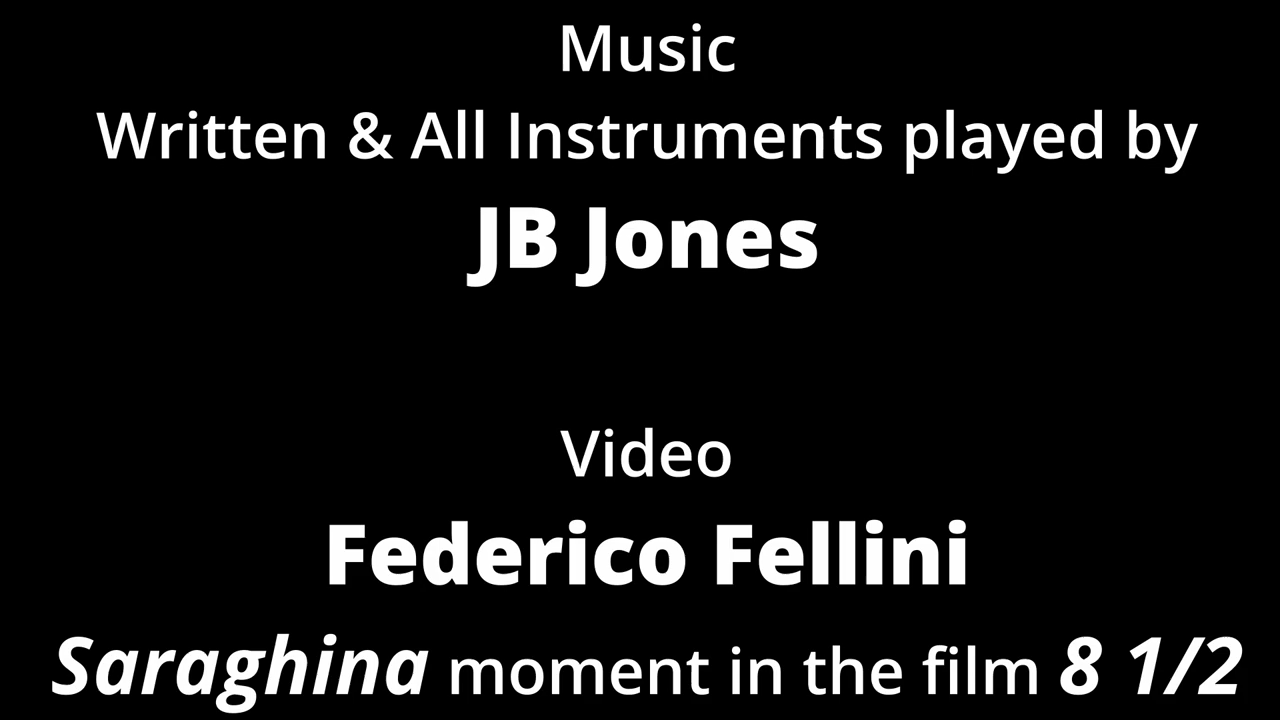 Music
Written & All Instruments played by
JB Jones
Video
Federico Fellini
Saraghina moment in the film 8 1/2